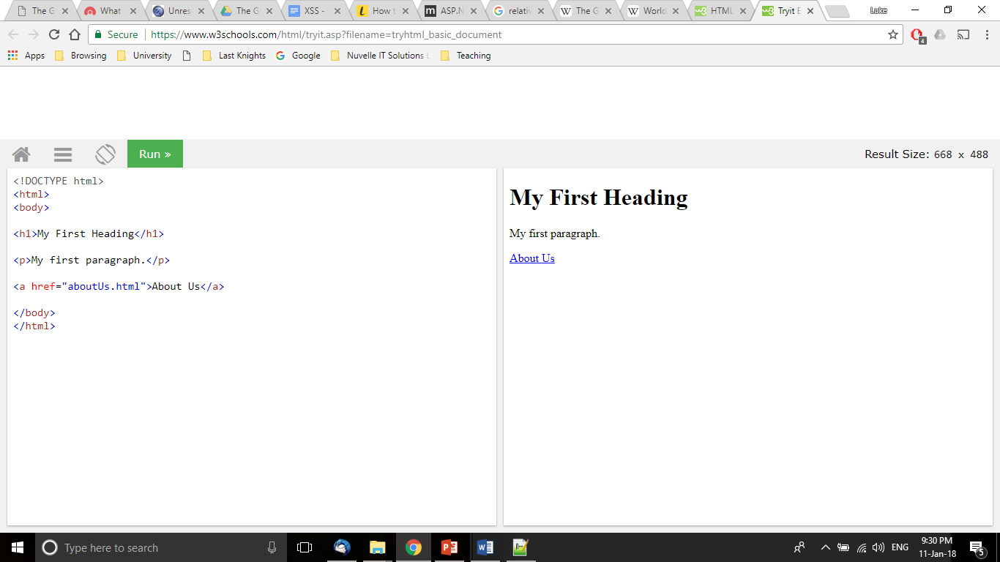 The G What Unres The G XSS - How t ASP.N relativ The G World HTML Tryit E Luke
Secure https://www.w3schools.com/html/tryit.asp?filename=tryhtml_basic_document 4
Apps Browsing University Last Knights Google Nuvelle IT Solutions Teaching
Run » Result Size: 668 x 488
<!DOCTYPE html>
<html>
<body>
<h1>My First Heading</h1>
<p>My first paragraph.</p>
<a href="aboutUs.html">About Us</a>
</body>
</html>
My First Heading
My first paragraph.
About Us
Type here to search
ENG
9:30 PM
11-Jan-18
5